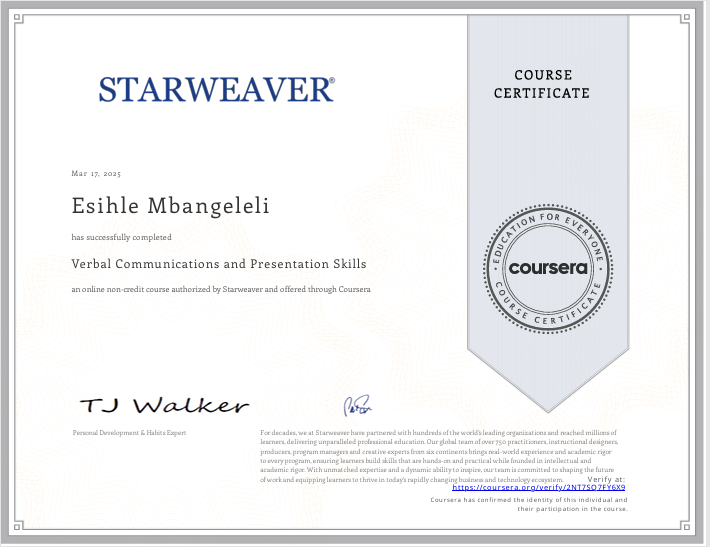 STARWEAVER®
COURSE
CERTIFICATE
Mar 17, 2025
Esihle Mbangeleli
has successfully completed
Verbal Communications and Presentation Skills
an online non-credit course authorized by Starweaver and offered through Coursera
EDUCATION FOR EVERYONE
coursera
COURSE CERTIFICATE
TJ Walker
Personal Development & Habits Expert
For decades, we at Starweaver have partnered with hundreds of the world's leading organizations and reached millions of
learners, delivering unparalleled professional education. Our global team of over 750 practitioners, instructional designers,
producers, program managers and creative experts from six continents brings real-world experience and academic rigor
to every program, ensuring learners build skills that are hands-on and practical while founded in intellectual and
academic rigor. With unmatched expertise and a dynamic ability to inspire, our team is committed to shaping the future
of work and equipping learners to thrive in today's rapidly changing business and technology ecosystem.
Verify at:
https://coursera.org/verify/2NT7SO7FY6X9
Coursera has confirmed the identity of this individual and
their participation in the course.